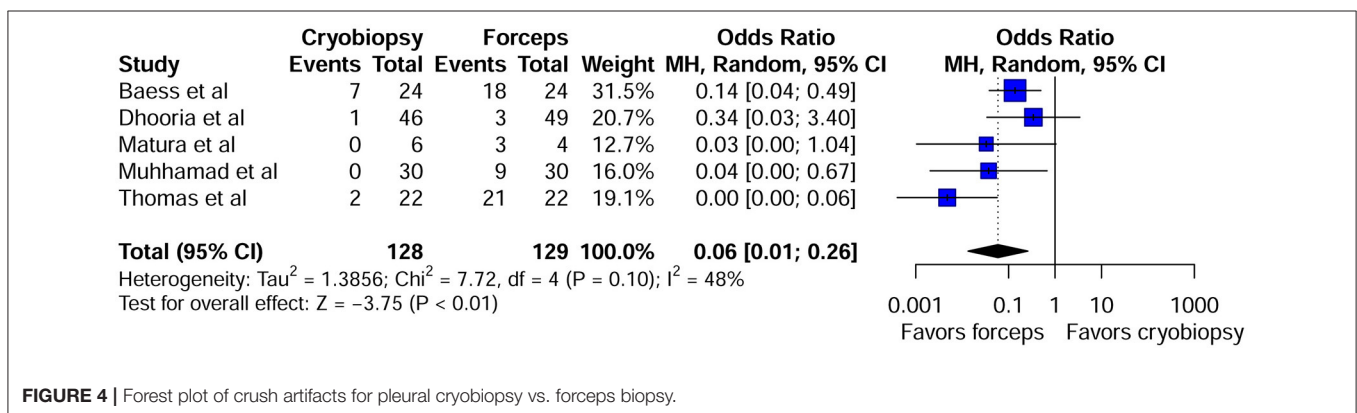 Cryobiopsy Forceps Odds Ratio Odds Ratio
Study Events Total Events Total Weight MH, Random, 95% CI MH, Random, 95% CI
Baess et al 7 24 18 24 31.5% 0.14 [0.04; 0.49]
Dhooria et al 1 46 3 49 20.7% 0.34 [0.03; 3.40]
Matura et al 0 6 3 4 12.7% 0.03 [0.00; 1.04]
Muhhamad et al 0 30 9 30 16.0% 0.04 [0.00; 0.67]
Thomas et al 2 22 21 22 19.1% 0.00 [0.00; 0.06]
Total (95% CI) 128 129 100.0% 0.06 [0.01; 0.26]
Heterogeneity: Tau² = 1.3856; Chi² = 7.72, df = 4 (P = 0.10); I² = 48%
Test for overall effect: Z = −3.75 (P < 0.01)
0.001 0.1 1 10 1000
Favors forceps Favors cryobiopsy
FIGURE 4 | Forest plot of crush artifacts for pleural cryobiopsy vs. forceps biopsy.